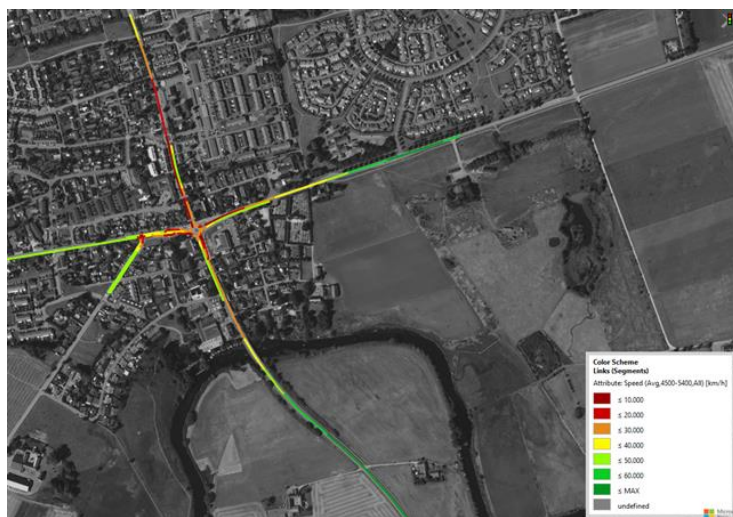 Color Scheme
Links (Segments)
Attribute: Speed (Avg,4500-5400,All) [km/h]
≤ 10.000
≤ 20.000
≤ 30.000
≤ 40.000
≤ 50.000
≤ 60.000
≤ MAX
undefined